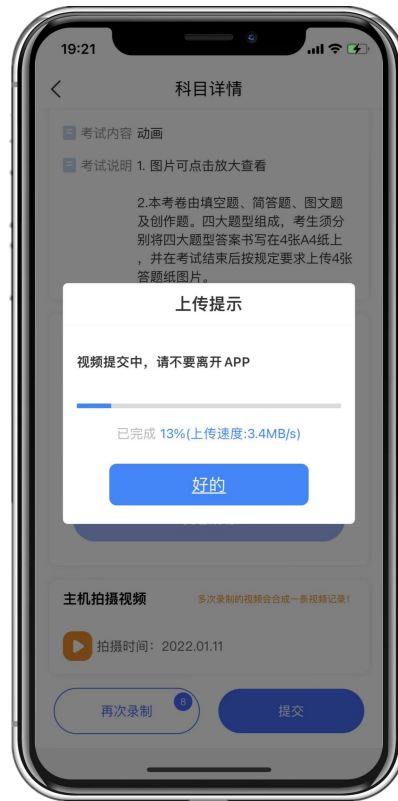 19:21
科目详情
考试内容 动画
考试说明 1. 图片可点击放大查看
2.本考卷由填空题、简答题、图文题
及创作题。四大题型组成，考生须分
别将四大题型答案书写在4张A4纸上
，并在考试结束后按规定要求上传4张
答题纸图片。
上传提示
视频提交中，请不要离开APP
已完成 13%(上传速度:3.4MB/s)
好的
主机拍摄视频 多次录制的视频会合成一条视频记录！
拍摄时间：2022.01.11
再次录制 8 提交